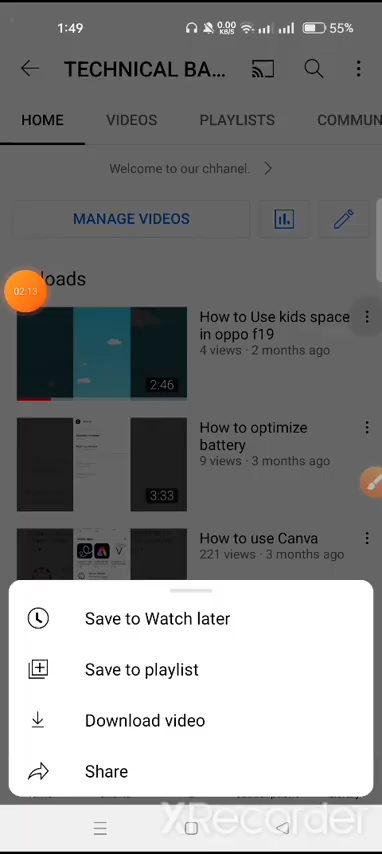 1:49
0.00
KB/S
55%
TECHNICAL BA...
HOME
VIDEOS
PLAYLISTS
COMMUN
Welcome to our chhanel.
MANAGE VIDEOS
loads
02:13
How to Use kids space
in oppo f19
4 views · 2 months ago
2:46
How to optimize
battery
9 views · 3 months ago
3:33
How to use Canva
221 views · 3 months ago
Save to Watch later
Save to playlist
Download video
Share
XRecorder